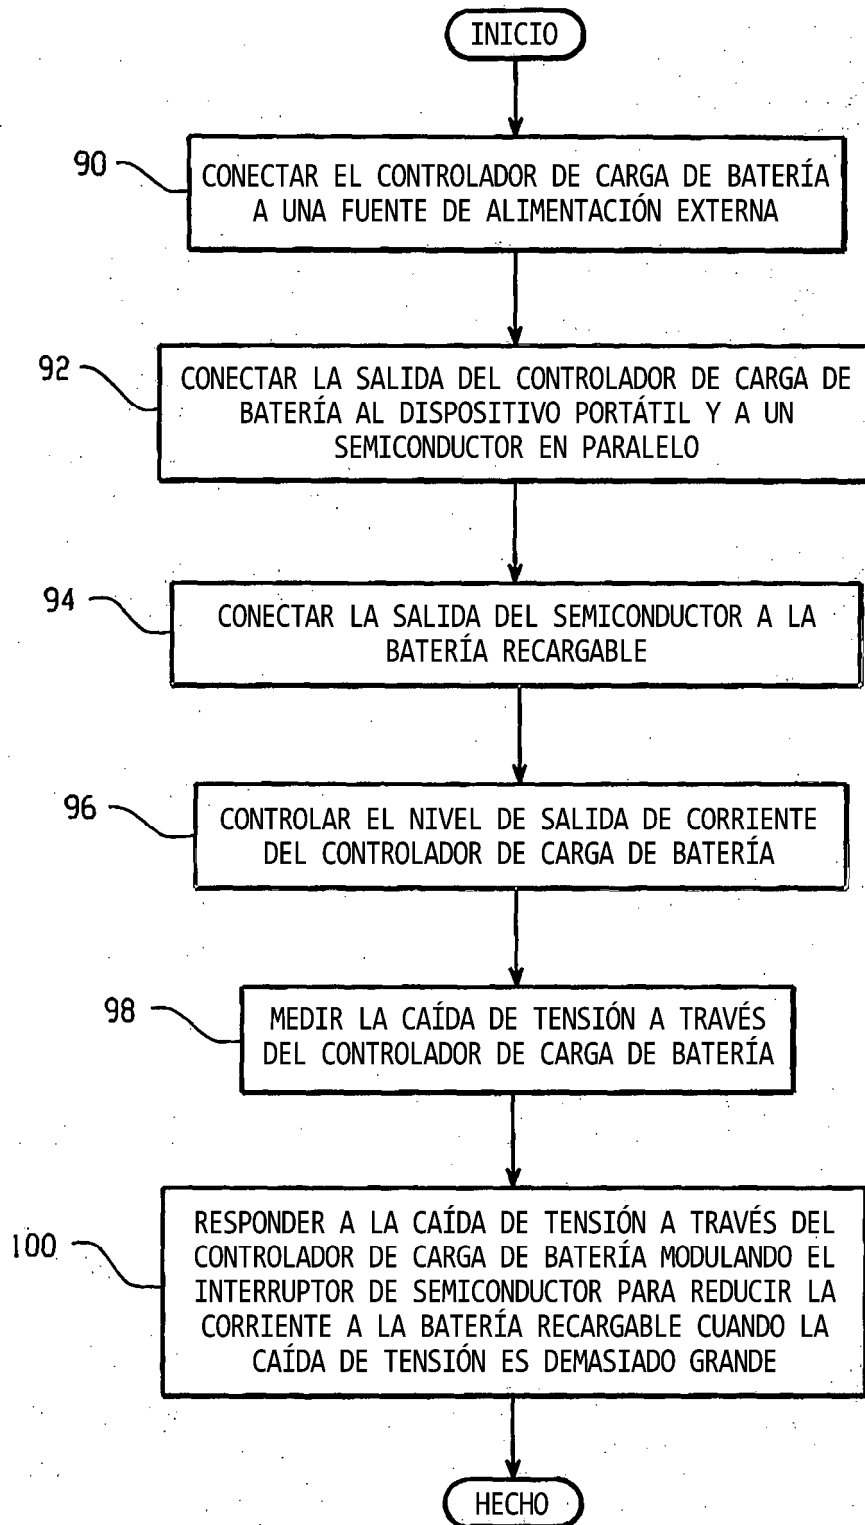 INICIO
90
CONECTAR EL CONTROLADOR DE CARGA DE BATERÍA
A UNA FUENTE DE ALIMENTACIÓN EXTERNA
92
CONECTAR LA SALIDA DEL CONTROLADOR DE CARGA DE
BATERÍA AL DISPOSITIVO PORTÁTIL Y A UN
SEMICONDUCTOR EN PARALELO
94
CONECTAR LA SALIDA DEL SEMICONDUCTOR A LA
BATERÍA RECARGABLE
96
CONTROLAR EL NIVEL DE SALIDA DE CORRIENTE
DEL CONTROLADOR DE CARGA DE BATERÍA
98
MEDIR LA CAÍDA DE TENSIÓN A TRAVÉS
DEL CONTROLADOR DE CARGA DE BATERÍA
100
RESPONDER A LA CAÍDA DE TENSIÓN A TRAVÉS DEL
CONTROLADOR DE CARGA DE BATERÍA MODULANDO EL
INTERRUPTOR DE SEMICONDUCTOR PARA REDUCIR LA
CORRIENTE A LA BATERÍA RECARGABLE CUANDO LA
CAÍDA DE TENSIÓN ES DEMASIADO GRANDE
HECHO